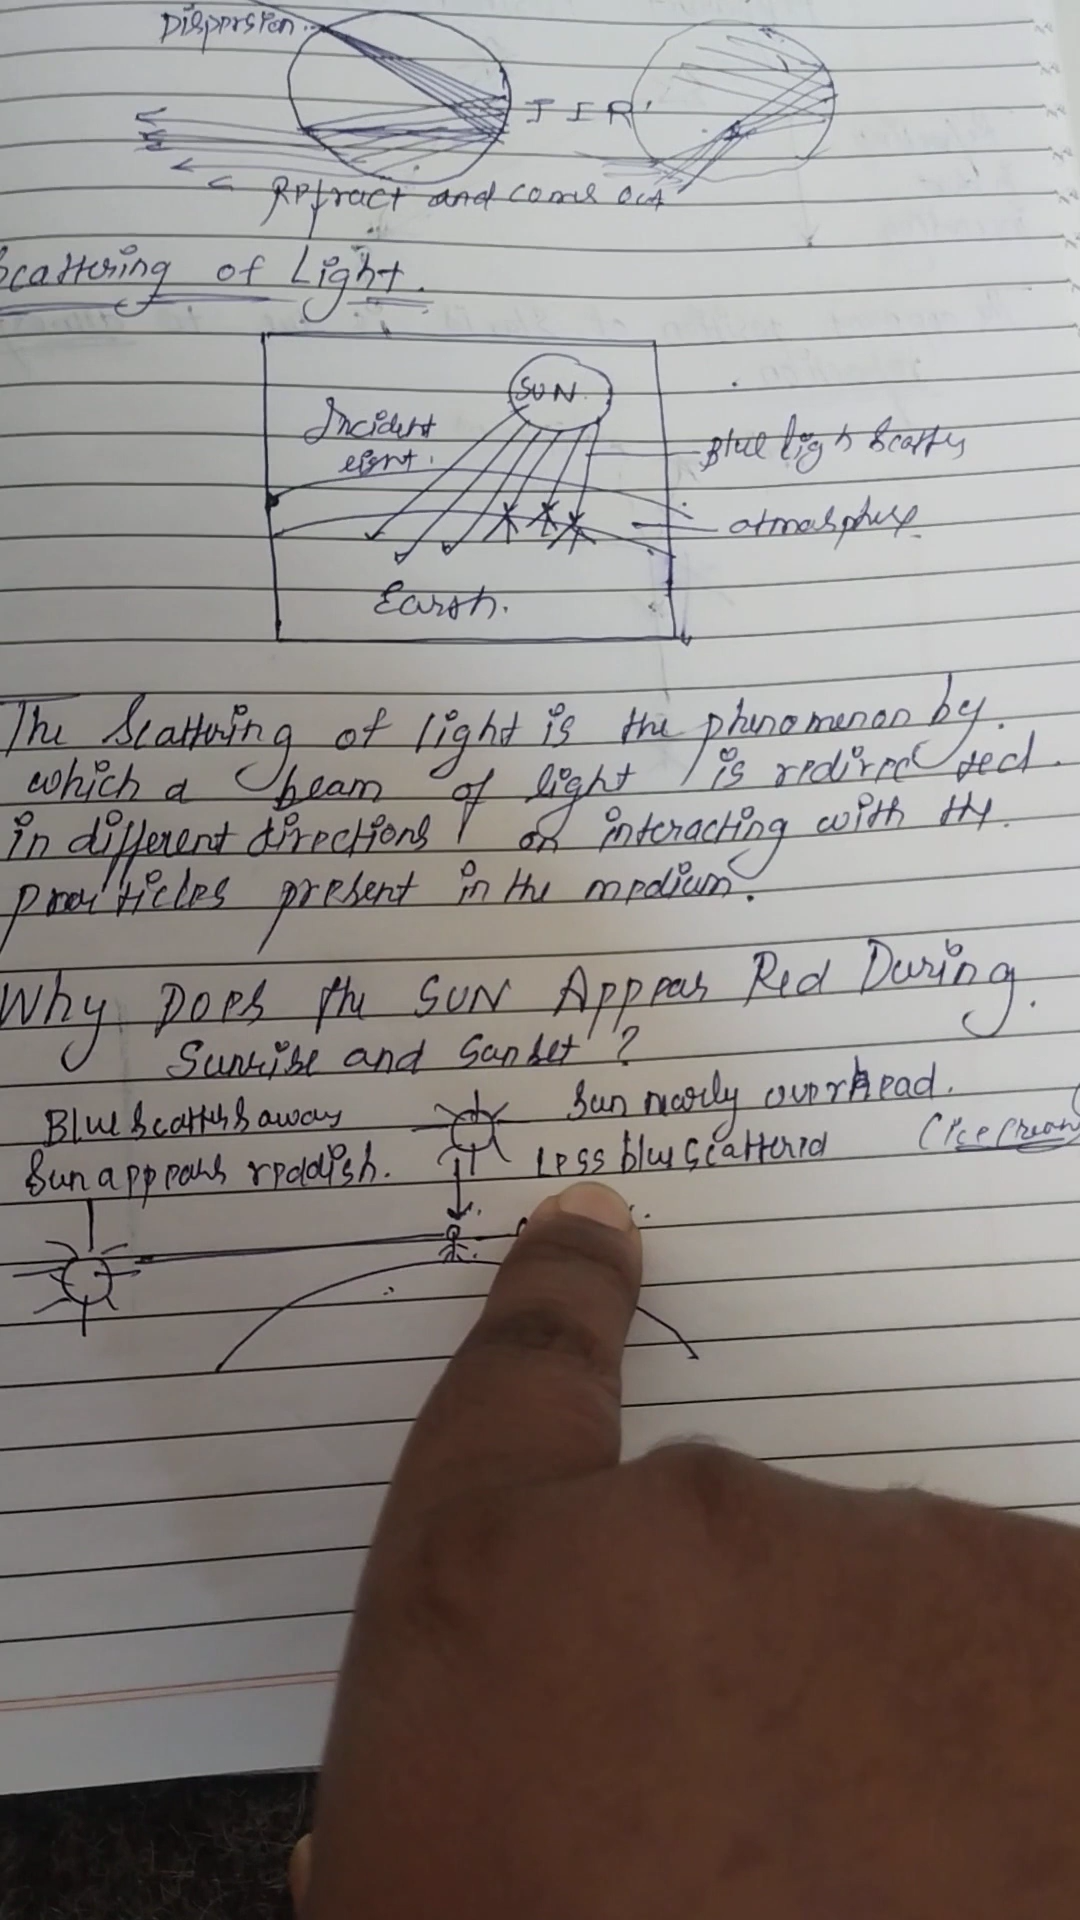 Dispersion
TIR
Refract and comes out
Scattering of Light.
SUN
Incident
light.
Blue light scatters
atmosphere
Earth.
The Scattering of light is the phenomenon by.
which a beam of light is redirected.
in different directions on interacting with the.
particles present in the medium.
Why Does the SUN Appear Red During.
Sunrise and Sanset ?
Blue scatters away
Sun nearly overhead.
Sun appears reddish.
Less blue scattered
(icecream